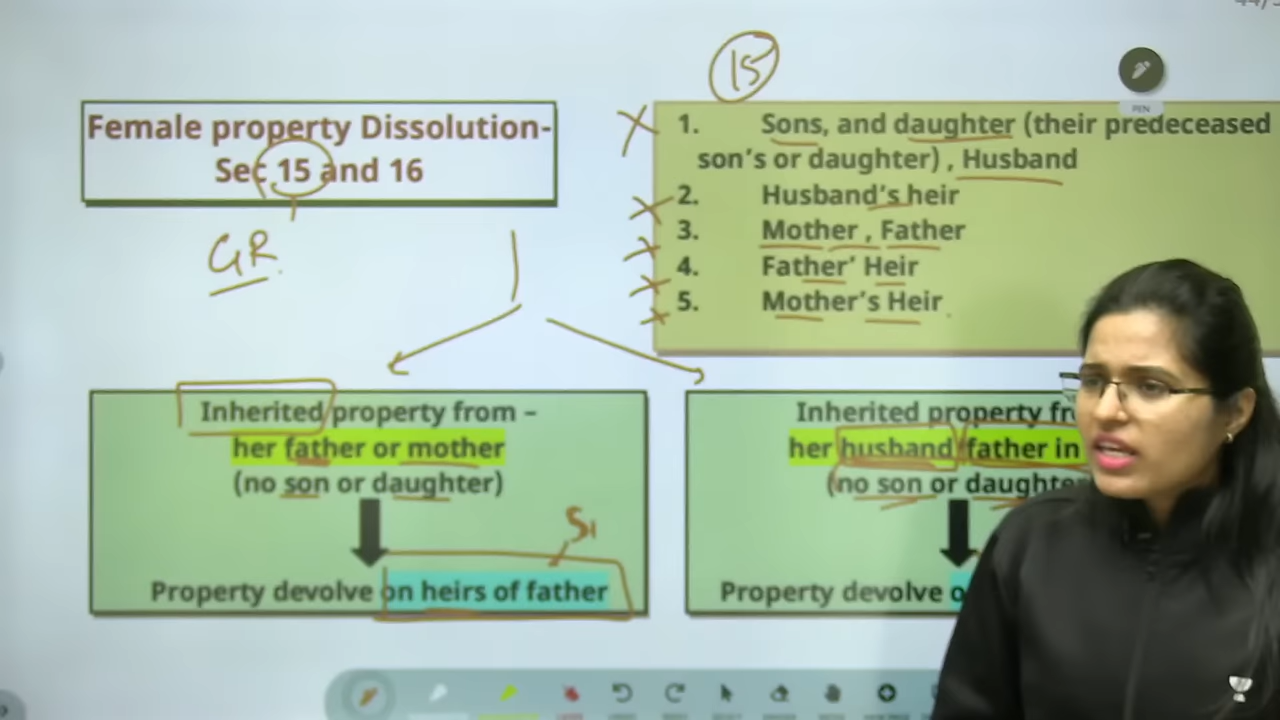 15
PEN
Female property Dissolution-
Sec 15 and 16
GR
1. Sons, and daughter (their predeceased
son's or daughter) , Husband
2. Husband's heir
3. Mother , Father
4. Father' Heir
5. Mother's Heir
Inherited property from –
her father or mother
(no son or daughter)
Property devolve on heirs of father
Inherited property
her husband father in
(no son or
Property devolve